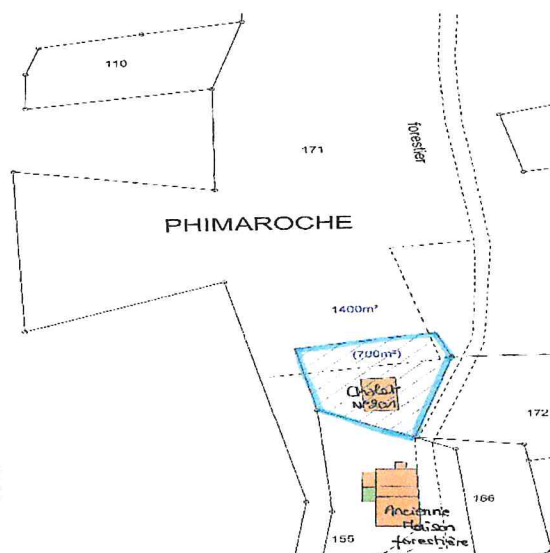 110
171
forestier
PHIMAROCHE
1400m²
(700m²)
Chalet
172
166
Ancienne
Maison
forestière
155